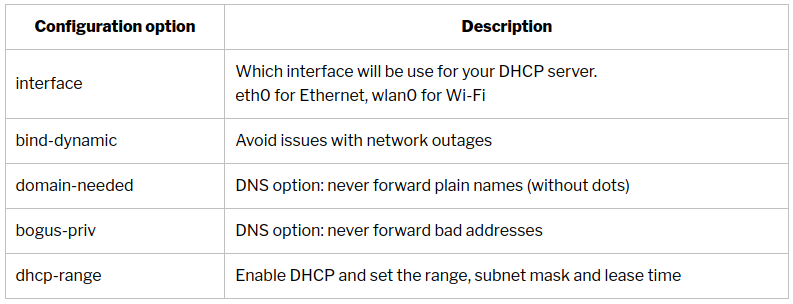 Configuration option Description
interface
Which interface will be use for your DHCP server.
eth0 for Ethernet, wlan0 for Wi-Fi
bind-dynamic Avoid issues with network outages
domain-needed DNS option: never forward plain names (without dots)
bogus-priv DNS option: never forward bad addresses
dhcp-range Enable DHCP and set the range, subnet mask and lease time